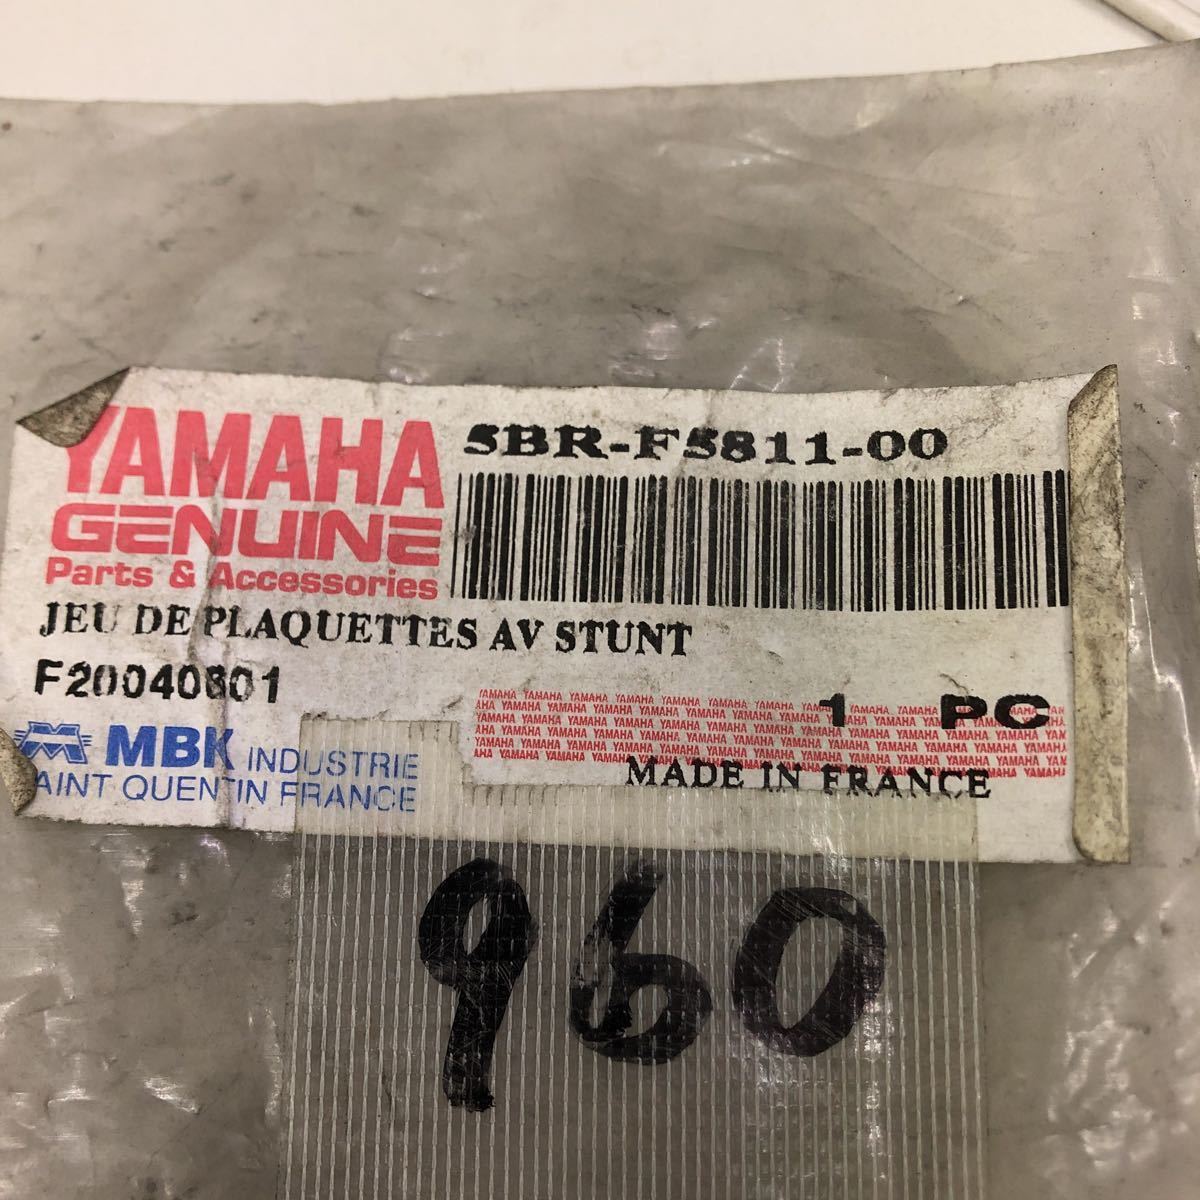 YAMAHA
GENUINE
Parts & Accessories
5BR-F5811-00
JEU DE PLAQUETTES AV STUNT
F20040801
1 PC
MBK INDUSTRIE
AINT QUENTIN FRANCE
MADE IN FRANCE
960